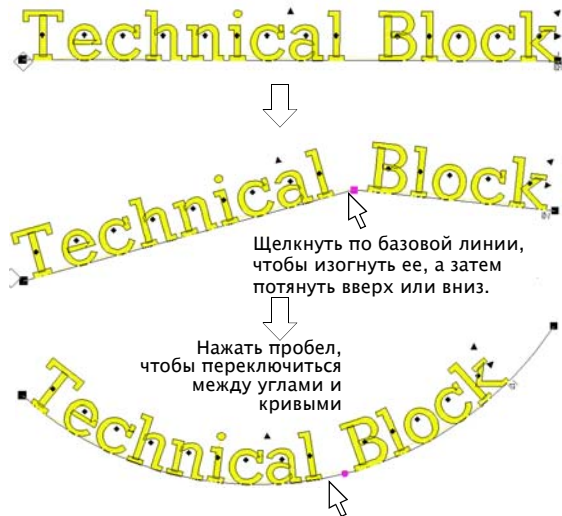 Technical Block
Technical Block
Щелкнуть по базовой линии,
чтобы изогнуть ее, а затем
потянуть вверх или вниз.
Нажать пробел,
чтобы переключиться
между углами и
кривыми
Technical Block